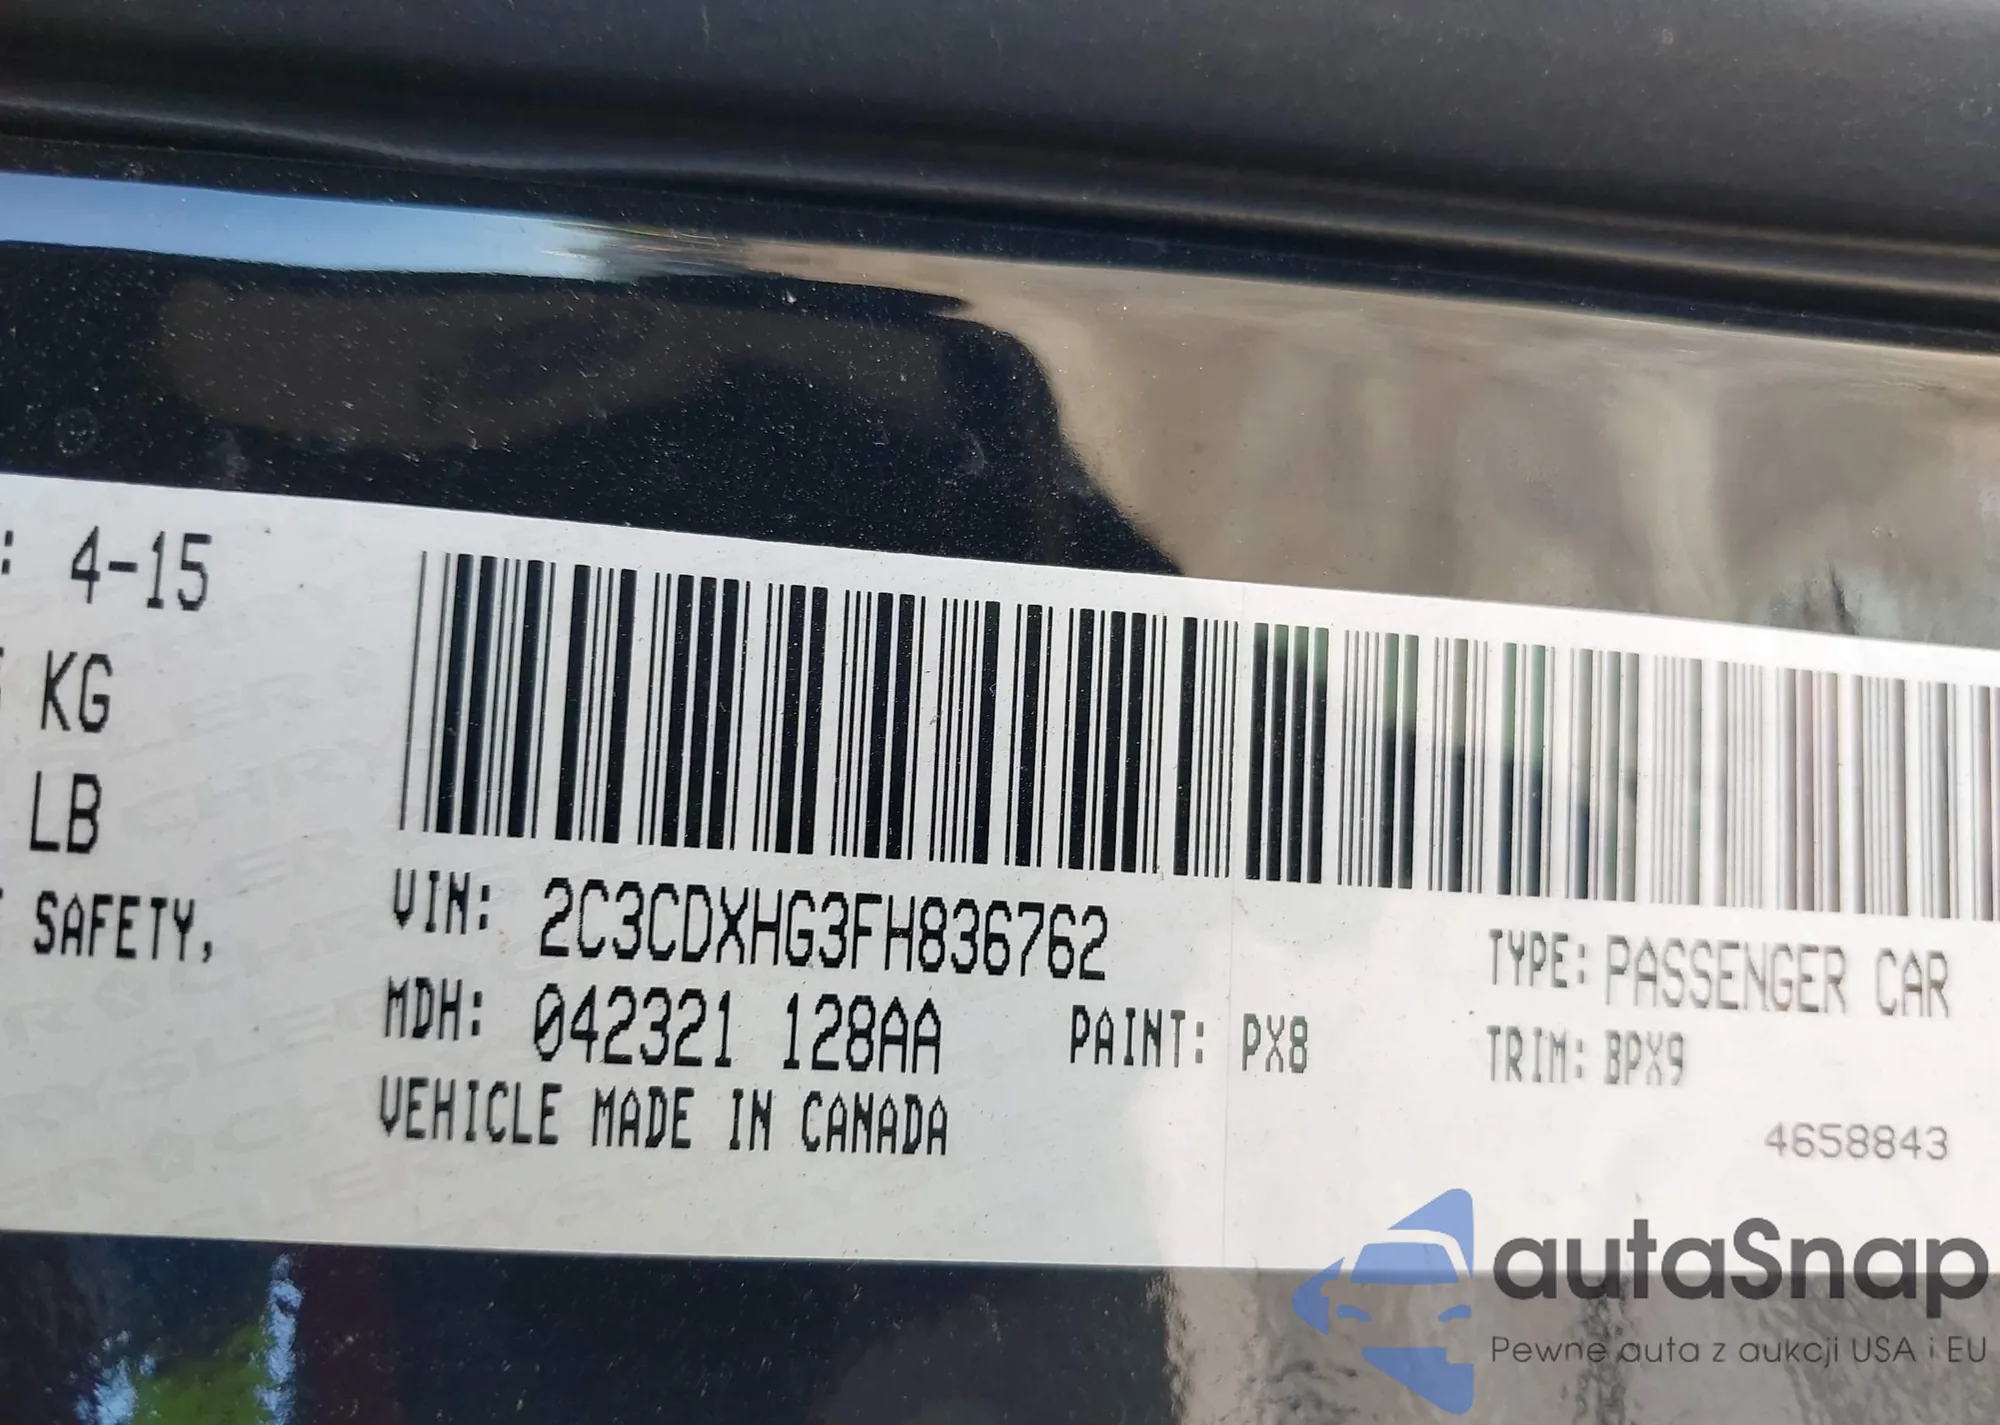 : 4-15
KG
LB
SAFETY,
VIN: 2C3CDXHG3FH836762
TYPE: PASSENGER CAR
MDH: 042321 128AA PAINT: PX8 TRIM: BPX9
VEHICLE MADE IN CANADA
4658843
autaSnap
Pewne auta z aukcji USA i EU